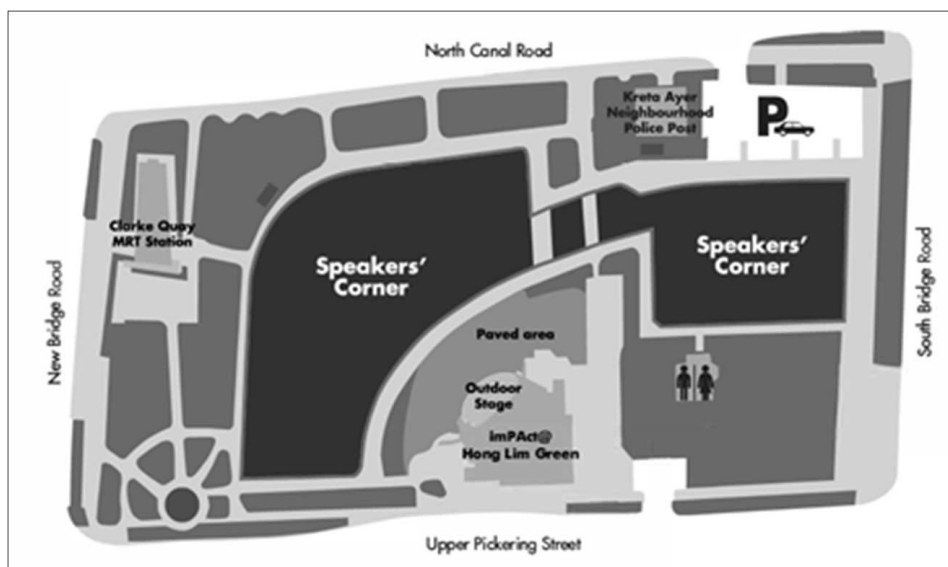 North Canal Road
Kreta Ayer
Neighbourhood
Police Post
P
Clarke Quay
MRT Station
Speakers'
Corner
Speakers'
Corner
New Bridge Road
South Bridge Road
Paved area
Outdoor
Stage
imPAct@
Hong Lim Green
Upper Pickering Street